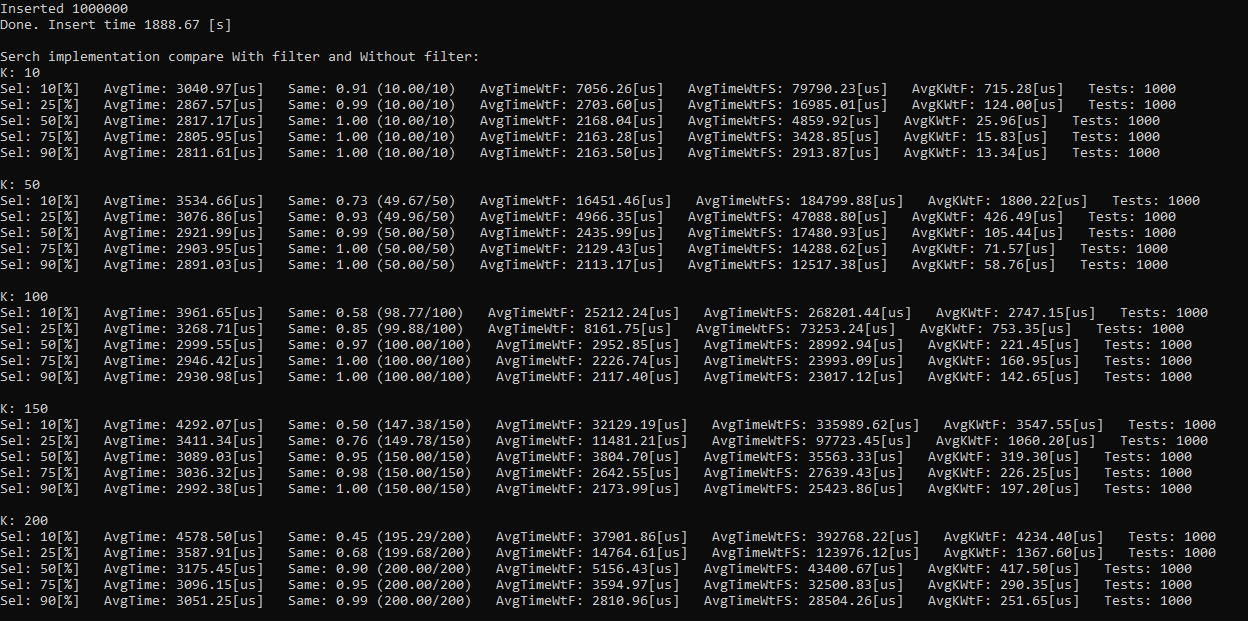 Inserted 1000000
Done. Insert time 1888.67 [s]
Serch implementation compare With filter and Without filter:
K: 10
Sel: 10[%] AvgTime: 3040.97[us] Same: 0.91 (10.00/10) AvgTimeWtF: 7056.26[us] AvgTimeWtFS: 79790.23[us] AvgKWtF: 715.28[us] Tests: 1000
Sel: 25[%] AvgTime: 2867.57[us] Same: 0.99 (10.00/10) AvgTimeWtF: 2703.60[us] AvgTimeWtFS: 16985.01[us] AvgKWtF: 124.00[us] Tests: 1000
Sel: 50[%] AvgTime: 2817.17[us] Same: 1.00 (10.00/10) AvgTimeWtF: 2168.04[us] AvgTimeWtFS: 4859.92[us] AvgKWtF: 25.96[us] Tests: 1000
Sel: 75[%] AvgTime: 2805.95[us] Same: 1.00 (10.00/10) AvgTimeWtF: 2163.28[us] AvgTimeWtFS: 3428.85[us] AvgKWtF: 15.83[us] Tests: 1000
Sel: 90[%] AvgTime: 2811.61[us] Same: 1.00 (10.00/10) AvgTimeWtF: 2163.50[us] AvgTimeWtFS: 2913.87[us] AvgKWtF: 13.34[us] Tests: 1000
K: 50
Sel: 10[%] AvgTime: 3534.66[us] Same: 0.73 (49.67/50) AvgTimeWtF: 16451.46[us] AvgTimeWtFS: 184799.88[us] AvgKWtF: 1800.22[us] Tests: 1000
Sel: 25[%] AvgTime: 3076.86[us] Same: 0.93 (49.96/50) AvgTimeWtF: 4966.35[us] AvgTimeWtFS: 47088.80[us] AvgKWtF: 426.49[us] Tests: 1000
Sel: 50[%] AvgTime: 2921.99[us] Same: 0.99 (50.00/50) AvgTimeWtF: 2435.99[us] AvgTimeWtFS: 17480.93[us] AvgKWtF: 105.44[us] Tests: 1000
Sel: 75[%] AvgTime: 2903.95[us] Same: 1.00 (50.00/50) AvgTimeWtF: 2129.43[us] AvgTimeWtFS: 14288.62[us] AvgKWtF: 71.57[us] Tests: 1000
Sel: 90[%] AvgTime: 2891.03[us] Same: 1.00 (50.00/50) AvgTimeWtF: 2113.17[us] AvgTimeWtFS: 12517.38[us] AvgKWtF: 58.76[us] Tests: 1000
K: 100
Sel: 10[%] AvgTime: 3961.65[us] Same: 0.58 (98.77/100) AvgTimeWtF: 25212.24[us] AvgTimeWtFS: 268201.44[us] AvgKWtF: 2747.15[us] Tests: 1000
Sel: 25[%] AvgTime: 3268.71[us] Same: 0.85 (99.88/100) AvgTimeWtF: 8161.75[us] AvgTimeWtFS: 73253.24[us] AvgKWtF: 753.35[us] Tests: 1000
Sel: 50[%] AvgTime: 2999.55[us] Same: 0.97 (100.00/100) AvgTimeWtF: 2952.85[us] AvgTimeWtFS: 28992.94[us] AvgKWtF: 221.45[us] Tests: 1000
Sel: 75[%] AvgTime: 2946.42[us] Same: 1.00 (100.00/100) AvgTimeWtF: 2226.74[us] AvgTimeWtFS: 23993.09[us] AvgKWtF: 160.95[us] Tests: 1000
Sel: 90[%] AvgTime: 2930.98[us] Same: 1.00 (100.00/100) AvgTimeWtF: 2117.40[us] AvgTimeWtFS: 23017.12[us] AvgKWtF: 142.65[us] Tests: 1000
K: 150
Sel: 10[%] AvgTime: 4292.07[us] Same: 0.50 (147.38/150) AvgTimeWtF: 32129.19[us] AvgTimeWtFS: 335989.62[us] AvgKWtF: 3547.55[us] Tests: 1000
Sel: 25[%] AvgTime: 3411.34[us] Same: 0.76 (149.78/150) AvgTimeWtF: 11481.21[us] AvgTimeWtFS: 97723.45[us] AvgKWtF: 1060.20[us] Tests: 1000
Sel: 50[%] AvgTime: 3089.03[us] Same: 0.95 (150.00/150) AvgTimeWtF: 3804.70[us] AvgTimeWtFS: 35563.33[us] AvgKWtF: 319.30[us] Tests: 1000
Sel: 75[%] AvgTime: 3036.32[us] Same: 0.98 (150.00/150) AvgTimeWtF: 2642.55[us] AvgTimeWtFS: 27639.43[us] AvgKWtF: 226.25[us] Tests: 1000
Sel: 90[%] AvgTime: 2992.38[us] Same: 1.00 (150.00/150) AvgTimeWtF: 2173.99[us] AvgTimeWtFS: 25423.86[us] AvgKWtF: 197.20[us] Tests: 1000
K: 200
Sel: 10[%] AvgTime: 4578.50[us] Same: 0.45 (195.29/200) AvgTimeWtF: 37901.86[us] AvgTimeWtFS: 392768.22[us] AvgKWtF: 4234.40[us] Tests: 1000
Sel: 25[%] AvgTime: 3587.91[us] Same: 0.68 (199.68/200) AvgTimeWtF: 14764.61[us] AvgTimeWtFS: 123976.12[us] AvgKWtF: 1367.60[us] Tests: 1000
Sel: 50[%] AvgTime: 3175.45[us] Same: 0.90 (200.00/200) AvgTimeWtF: 5156.43[us] AvgTimeWtFS: 43400.67[us] AvgKWtF: 417.50[us] Tests: 1000
Sel: 75[%] AvgTime: 3096.15[us] Same: 0.95 (200.00/200) AvgTimeWtF: 3594.97[us] AvgTimeWtFS: 32500.83[us] AvgKWtF: 290.35[us] Tests: 1000
Sel: 90[%] AvgTime: 3051.25[us] Same: 0.99 (200.00/200) AvgTimeWtF: 2810.96[us] AvgTimeWtFS: 28504.26[us] AvgKWtF: 251.65[us] Tests: 1000